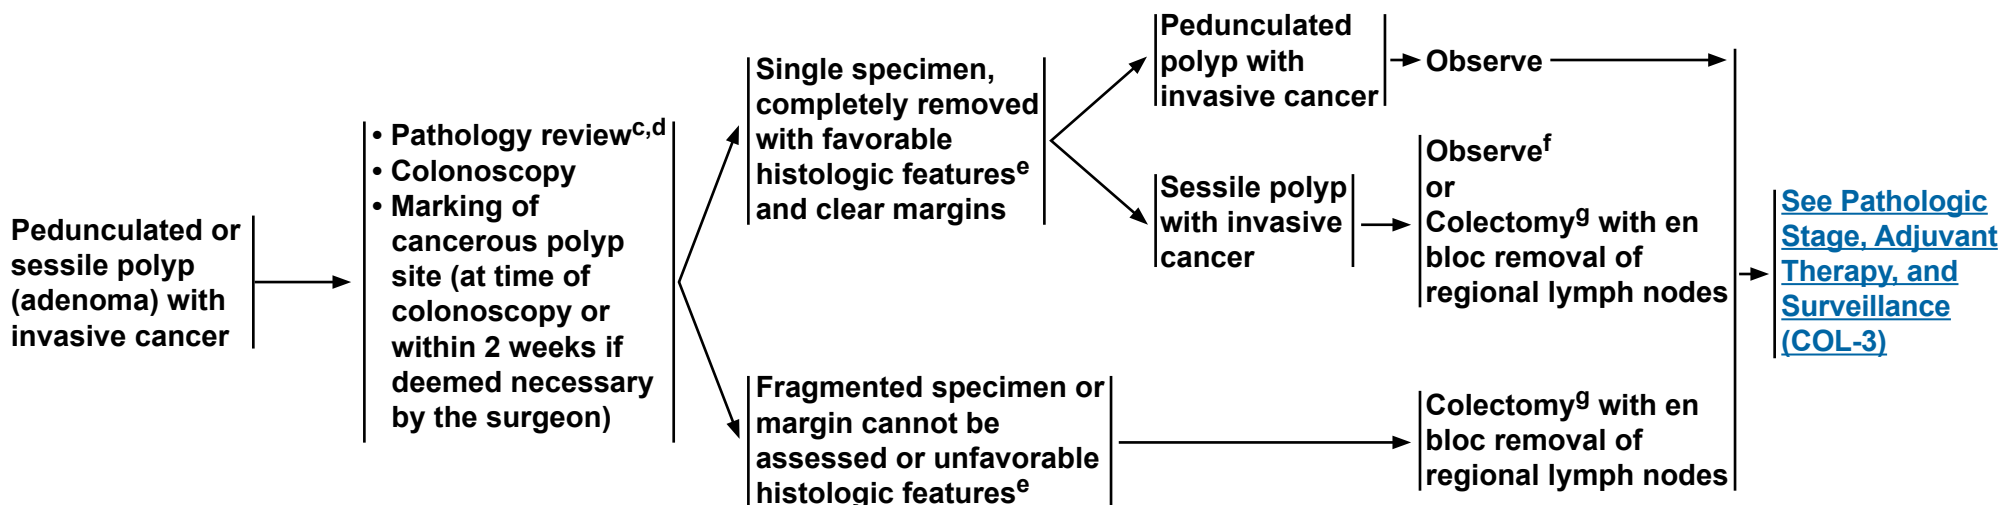 Pedunculated or
sessile polyp
(adenoma) with
invasive cancer
• Pathology reviewc,d
• Colonoscopy
• Marking of
cancerous polyp
site (at time of
colonoscopy or
within 2 weeks if
deemed necessary
by the surgeon)
Single specimen,
completely removed
with favorable
histologic featurese
and clear margins
Fragmented specimen or
margin cannot be
assessed or unfavorable
histologic featurese
Pedunculated
polyp with
invasive cancer
Sessile polyp
with invasive
cancer
Observe
Observef
or
Colectomyg with en
bloc removal of
regional lymph nodes
Colectomyg with en
bloc removal of
regional lymph nodes
See Pathologic
Stage, Adjuvant
Therapy, and
Surveillance
(COL-3)